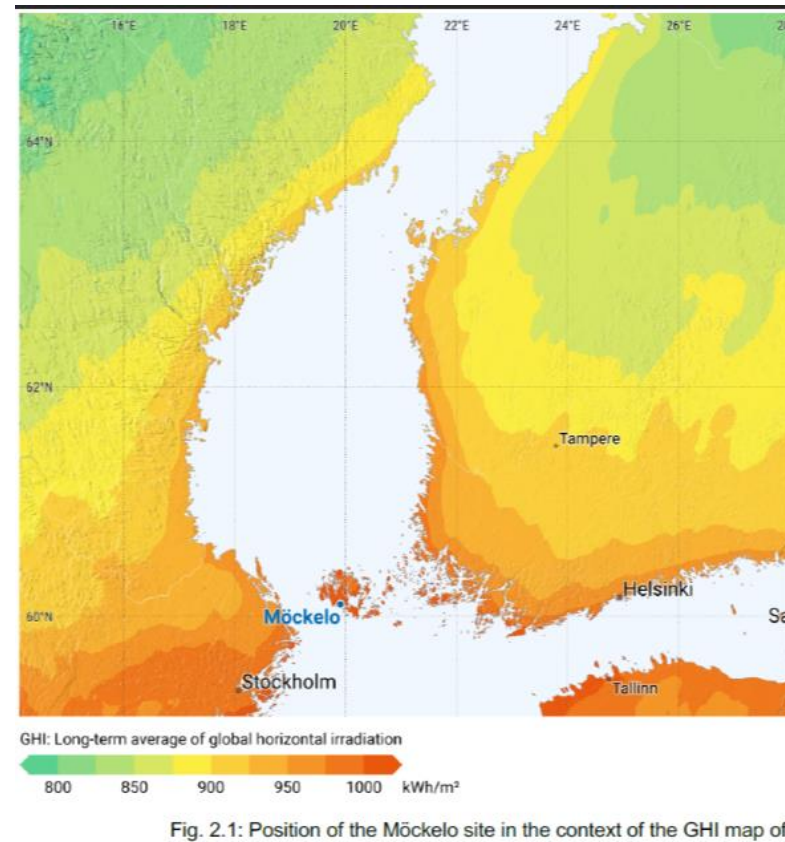 16°E 18°E 20°E 22°E 24°E 26°E
64°N
62°N
Tampere
60°N
Möckelo
Helsinki
Stockholm
Tallinn
GHI: Long-term average of global horizontal irradiation
800 850 900 950 1000 kWh/m²
Fig. 2.1: Position of the Möckelo site in the context of the GHI map of